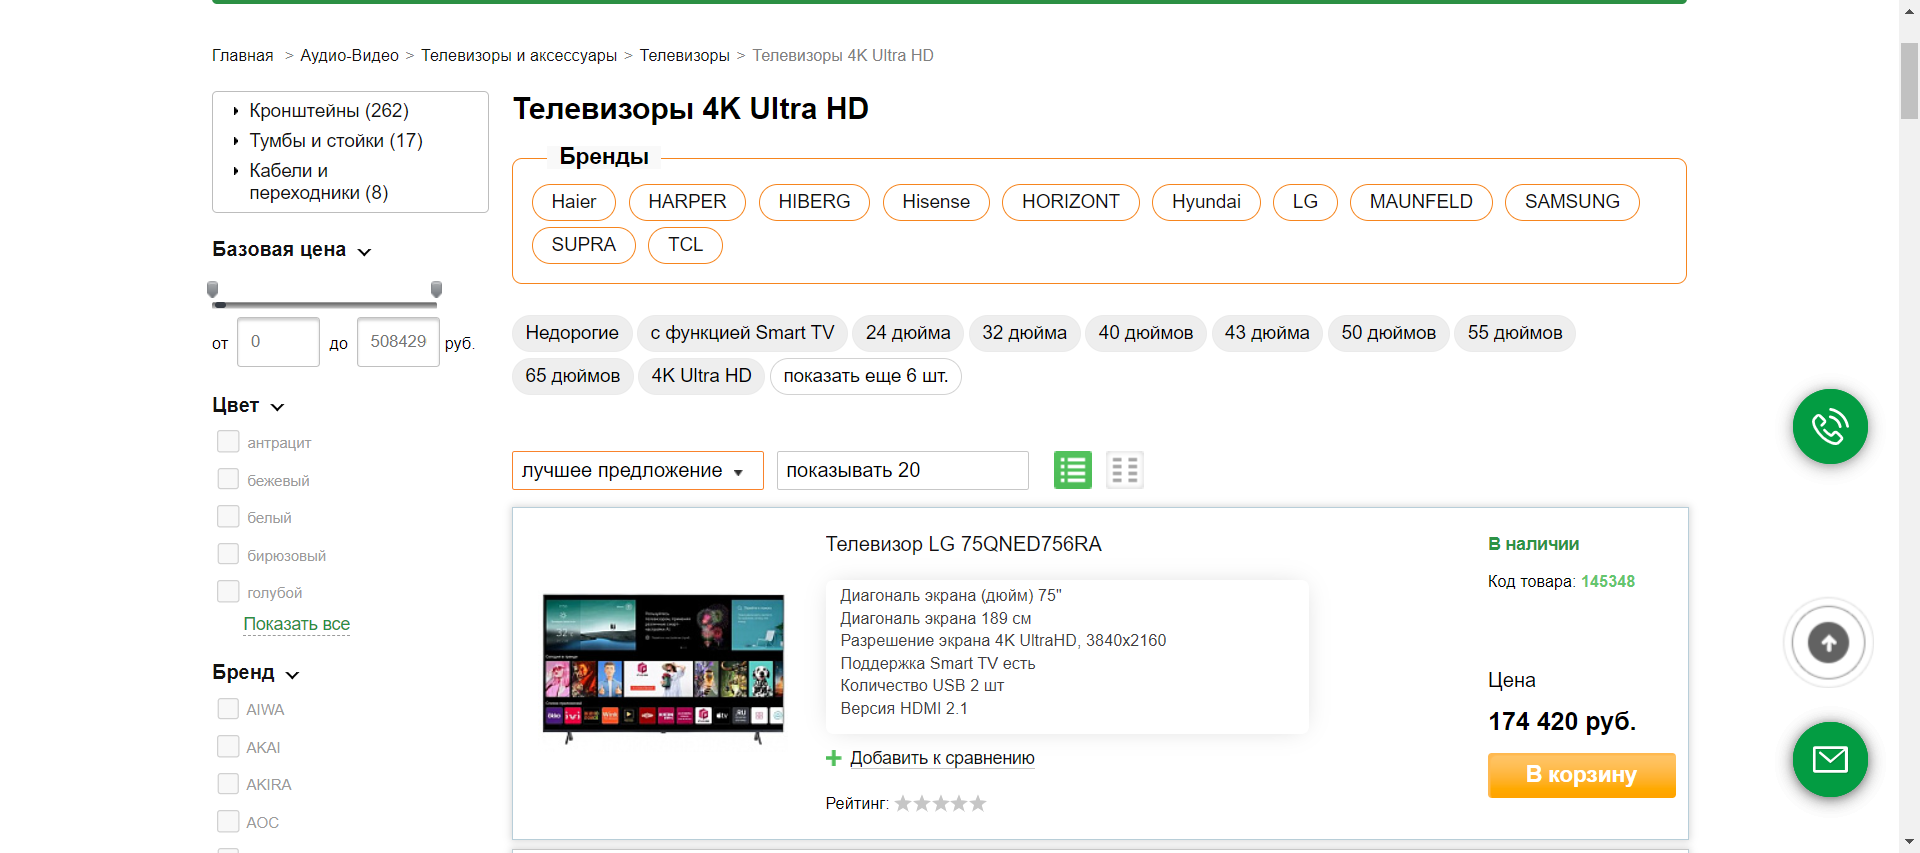 Главная > Аудио-Видео > Телевизоры и аксессуары > Телевизоры > Телевизоры 4K Ultra HD
Кронштейны (262)
Тумбы и стойки (17)
Кабели и
переходники (8)
Базовая цена
от 0 до 508429 руб.
Цвет
антрацит
бежевый
белый
бирюзовый
голубой
Показать все
Бренд
AIWA
AKAI
AKIRA
AOC
Телевизоры 4K Ultra HD
Бренды
Haier HARPER HIBERG Hisense HORIZONT Hyundai LG MAUNFELD SAMSUNG
SUPRA TCL
Недорогие с функцией Smart TV 24 дюйма 32 дюйма 40 дюймов 43 дюйма 50 дюймов 55 дюймов
65 дюймов 4K Ultra HD показать еще 6 шт.
лучшее предложение показывать 20
Телевизор LG 75QNED756RA
Диагональ экрана (дюйм) 75"
Диагональ экрана 189 см
Разрешение экрана 4K UltraHD, 3840x2160
Поддержка Smart TV есть
Количество USB 2 шт
Версия HDMI 2.1
Добавить к сравнению
Рейтинг:
В наличии
Код товара: 145348
Цена
174 420 руб.
В корзину